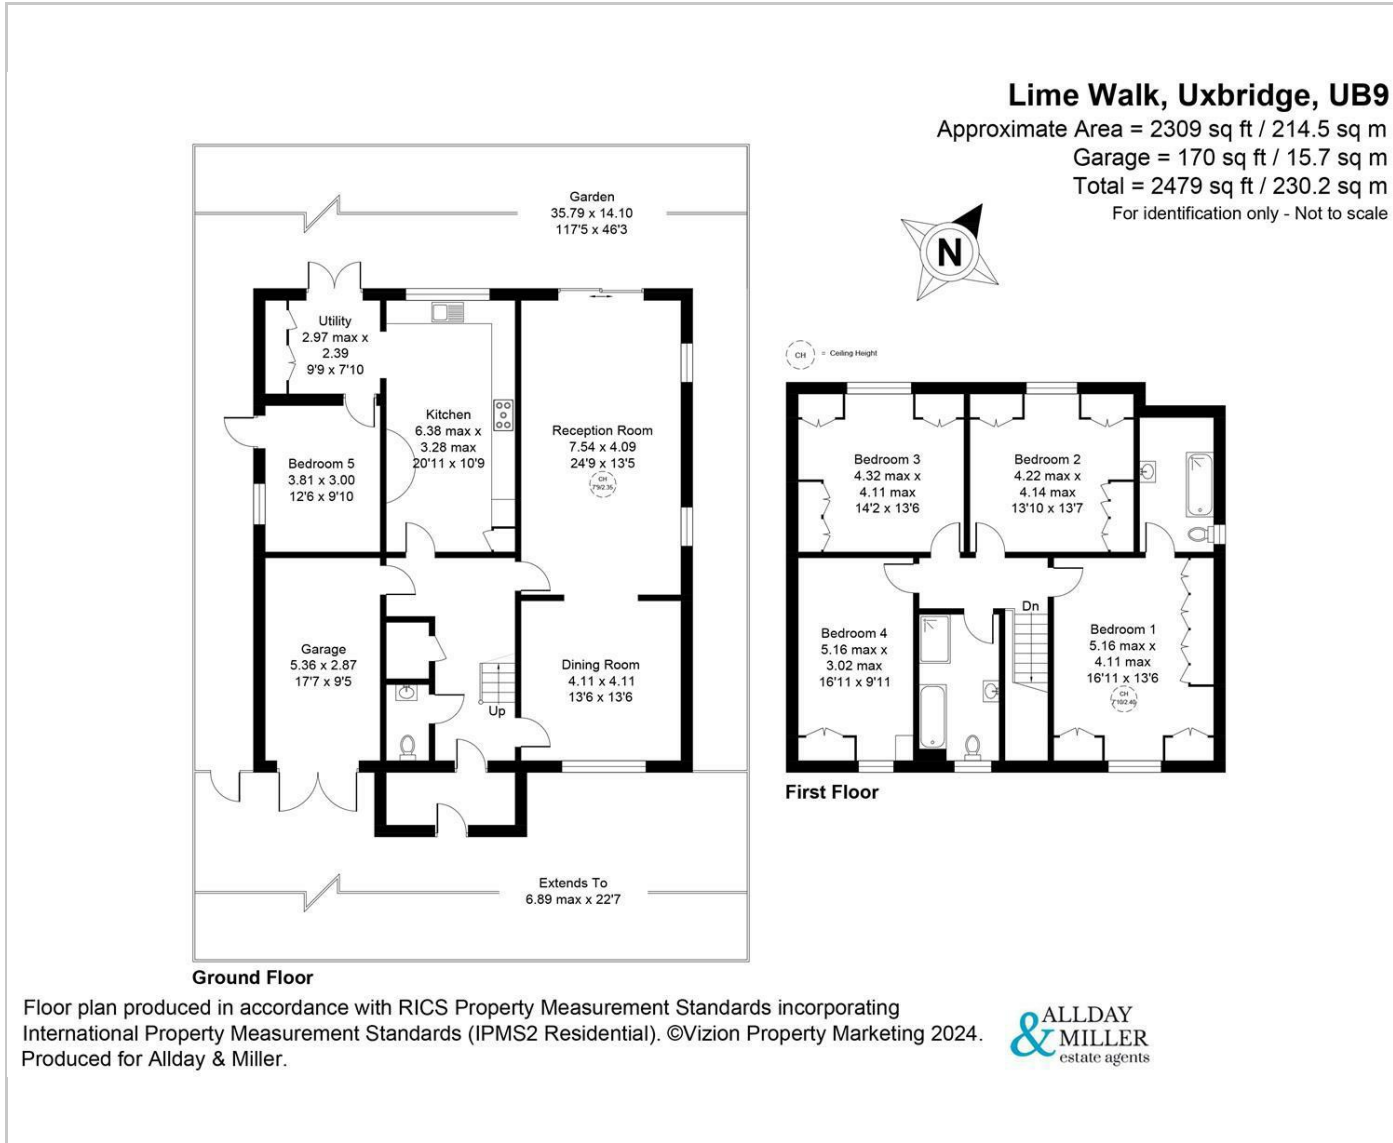 Lime Walk, Uxbridge, UB9
Approximate Area = 2309 sq ft / 214.5 sq m
Garage = 170 sq ft / 15.7 sq m
Total = 2479 sq ft / 230.2 sq m
For identification only - Not to scale
N
Garden
35.79 x 14.10
117'5 x 46'3
Utility
2.97 max x
2.39
9'9 x 7'10
Kitchen
6.38 max x
3.28 max
20'11 x 10'9
Reception Room
7.54 x 4.09
24'9 x 13'5
CH
7'9/2.35
Bedroom 5
3.81 x 3.00
12'6 x 9'10
Garage
5.36 x 2.87
17'7 x 9'5
Dining Room
4.11 x 4.11
13'6 x 13'6
Up
Extends To
6.89 max x 22'7
Ground Floor
CH = Ceiling Height
Bedroom 3
4.32 max x
4.11 max
14'2 x 13'6
Bedroom 2
4.22 max x
4.14 max
13'10 x 13'7
Bedroom 4
5.16 max x
3.02 max
16'11 x 9'11
Dn
Bedroom 1
5.16 max x
4.11 max
16'11 x 13'6
CH
7'10/2.40
First Floor
Floor plan produced in accordance with RICS Property Measurement Standards incorporating
International Property Measurement Standards (IPMS2 Residential). ©Vizion Property Marketing 2024.
Produced for Allday & Miller.
ALLDAY
& MILLER
estate agents